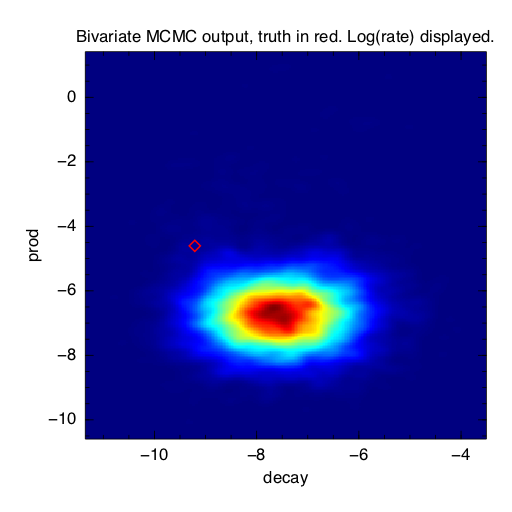 Bivariate MCMC output, truth in red. Log(rate) displayed.
0
−2
−4
−6
−8
−10
prod
−10 −8 −6 −4
decay